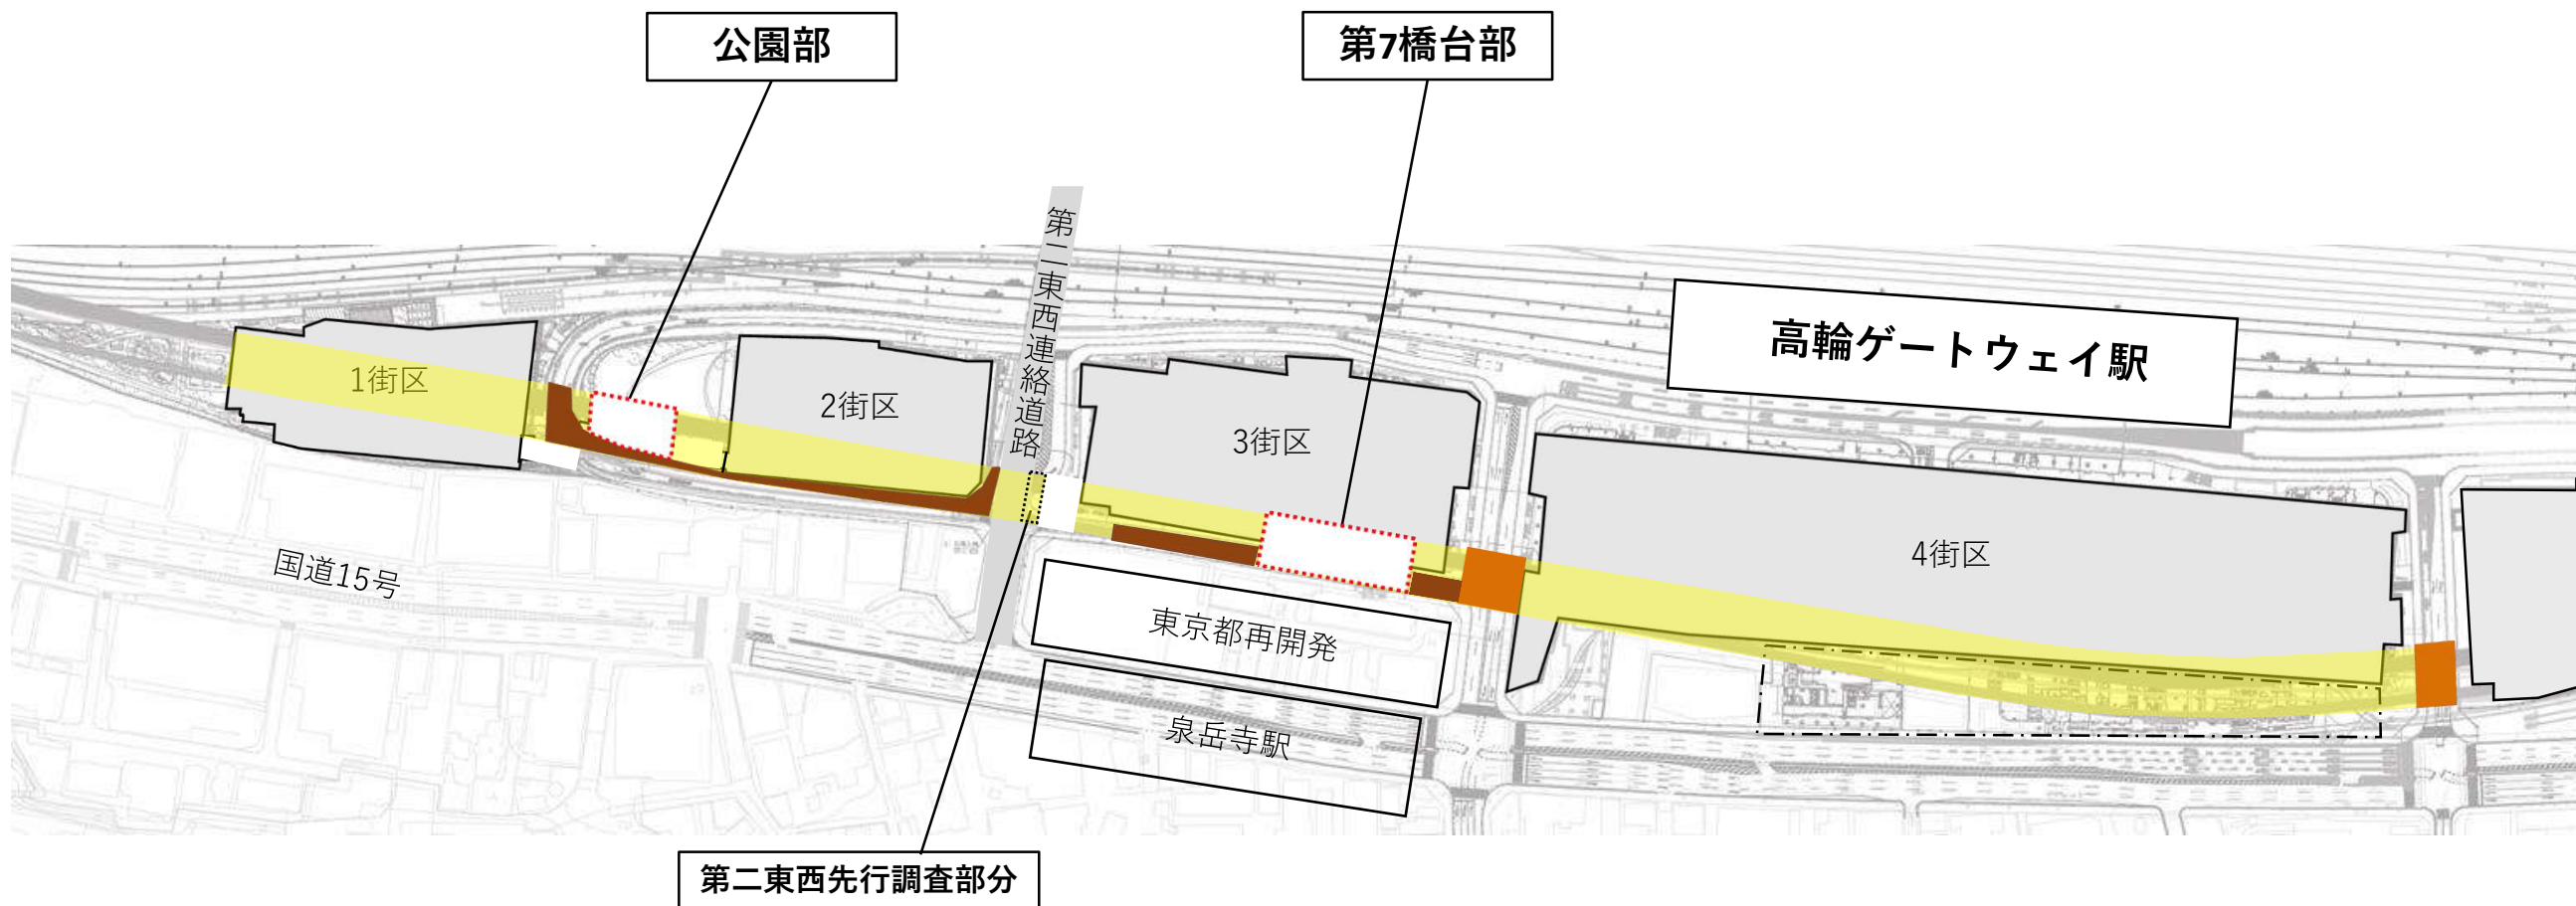 公園部
第7橋台部
第二東西連絡道路
高輪ゲートウェイ駅
1街区
2街区
3街区
4街区
国道15号
東京都再開発
泉岳寺駅
第二東西先行調査部分